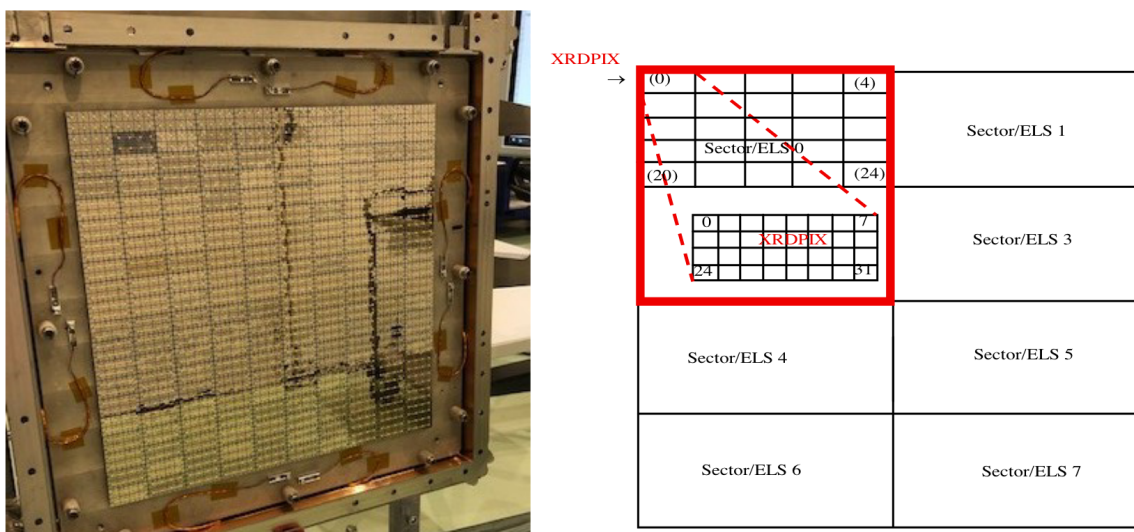 XRDPIX
→
(0)
(4)
Sector/ELS 0
(20)
(24)
0
7
XRDPIX
24
31
Sector/ELS 1
Sector/ELS 3
Sector/ELS 4
Sector/ELS 5
Sector/ELS 6
Sector/ELS 7